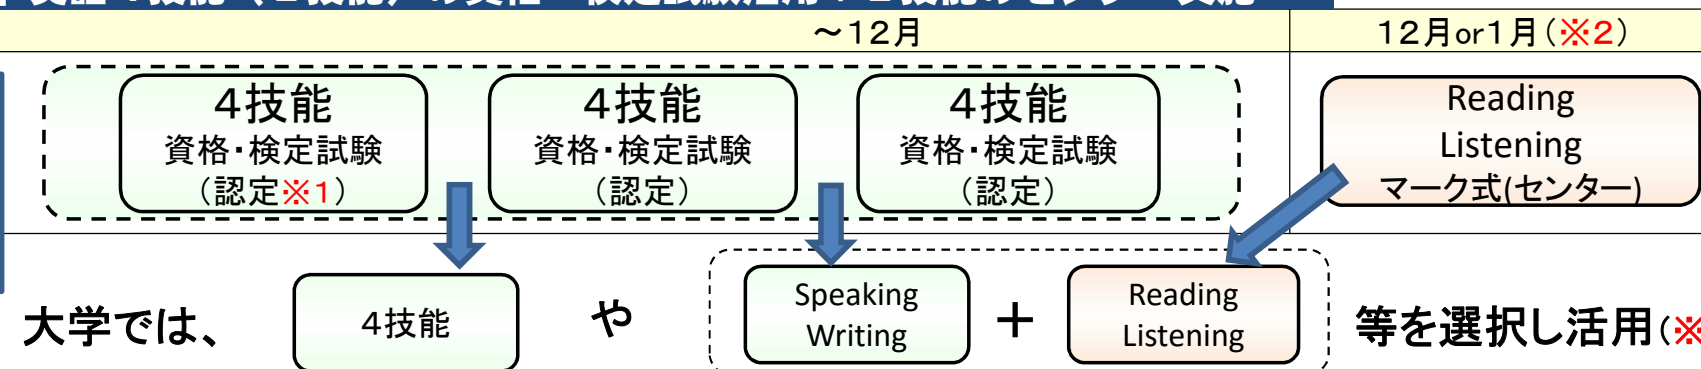 ～12月
12月or1月(※2)
4技能
資格・検定試験
(認定※1)
4技能
資格・検定試験
(認定)
4技能
資格・検定試験
(認定)
Reading
Listening
マーク式(センター)
大学では、
4技能
や
Speaking
Writing
＋
Reading
Listening
等を選択し活用(※